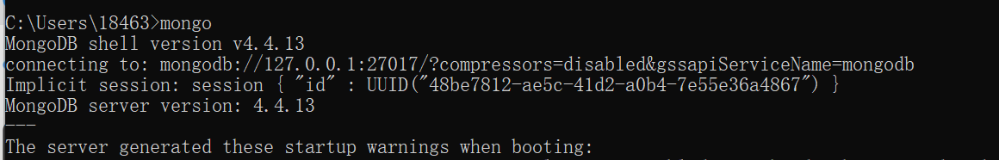 C:\Users\18463>mongo
MongoDB shell version v4.4.13
connecting to: mongodb://127.0.0.1:27017/?compressors=disabled&gssapiServiceName=mongodb
Implicit session: session { "id" : UUID("48be7812-ae5c-41d2-a0b4-7e55e36a4867") }
MongoDB server version: 4.4.13
---
The server generated these startup warnings when booting: